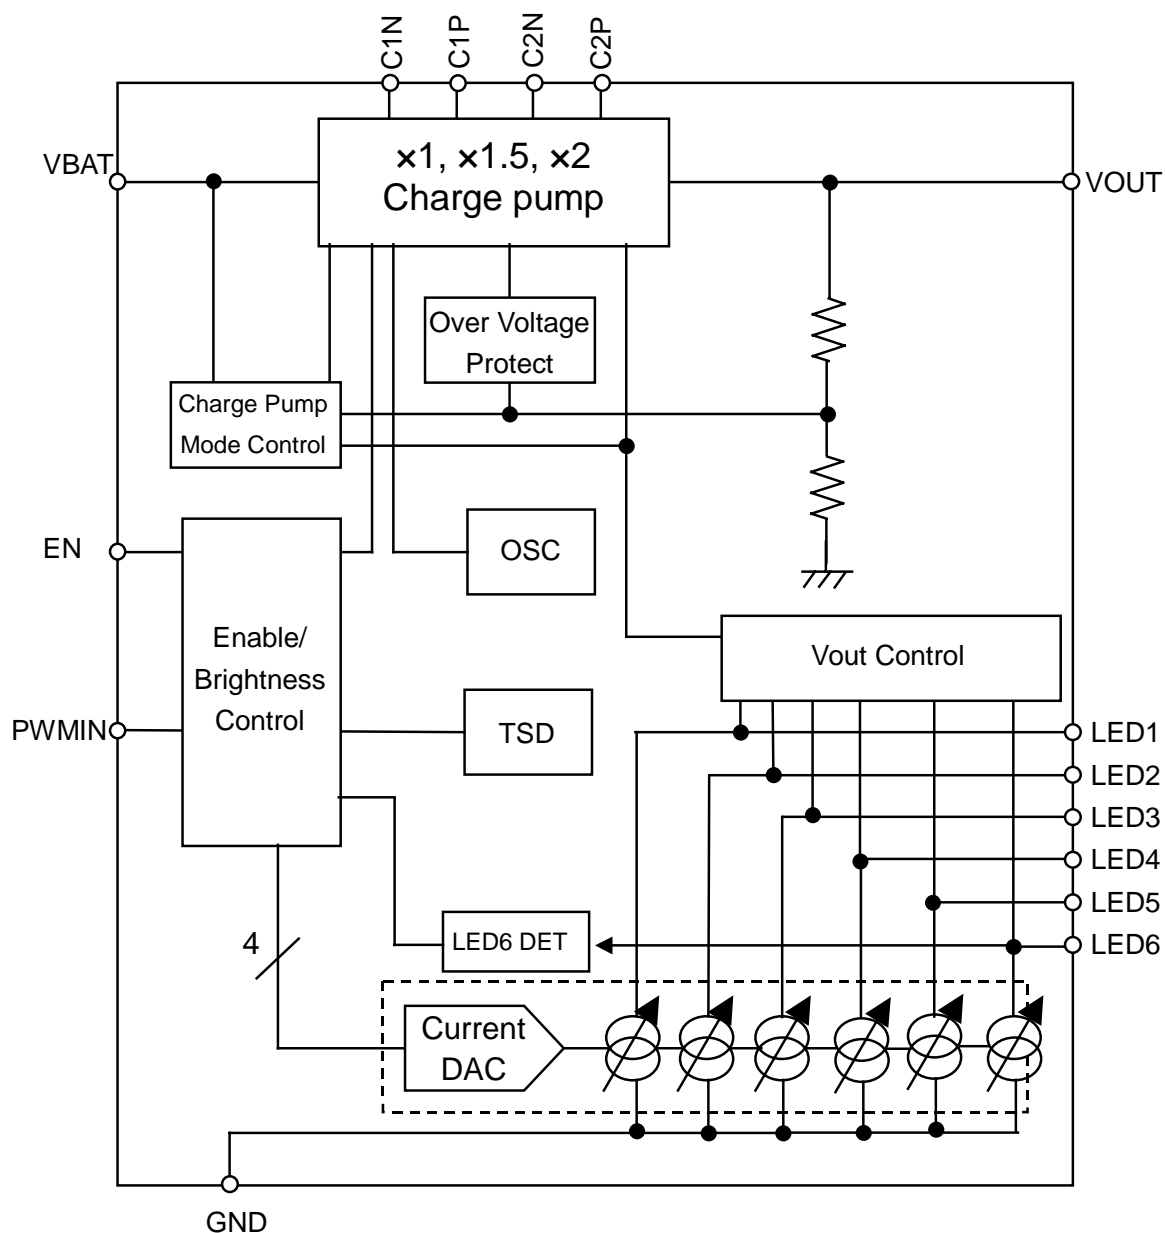 C1N
C1P
C2N
C2P
×1, ×1.5, ×2
Charge pump
VBAT
VOUT
Over Voltage
Protect
Charge Pump
Mode Control
EN
OSC
Enable/
Brightness
Control
Vout Control
PWMIN
TSD
LED1
LED2
LED3
LED4
LED5
LED6
4
LED6 DET
Current
DAC
GND